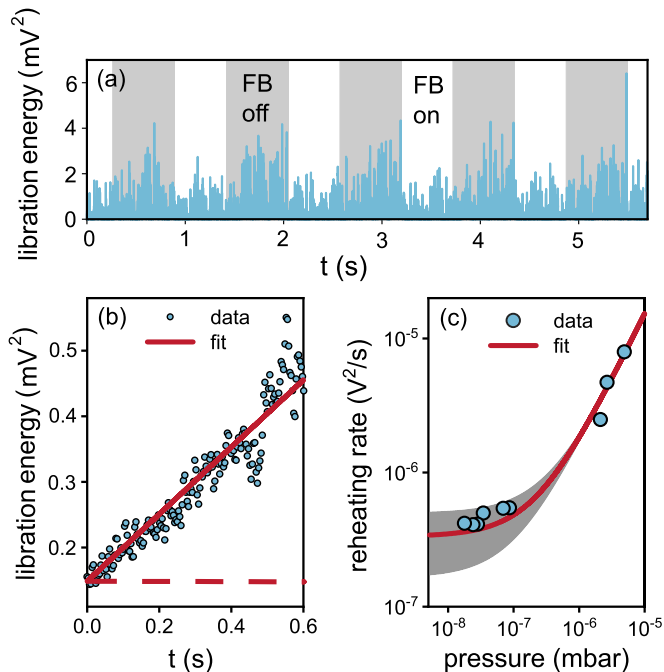 (a)
FB
off
FB
on
libration energy (mV²)
6
4
2
0
0
1
2
3
4
5
t (s)
(b)
data
fit
libration energy (mV²)
0.5
0.4
0.3
0.2
0.0
0.2
0.4
0.6
t (s)
(c)
data
fit
reheating rate (V²/s)
10⁻⁵
10⁻⁶
10⁻⁷
10⁻⁸
10⁻⁷
10⁻⁶
10⁻⁵
pressure (mbar)